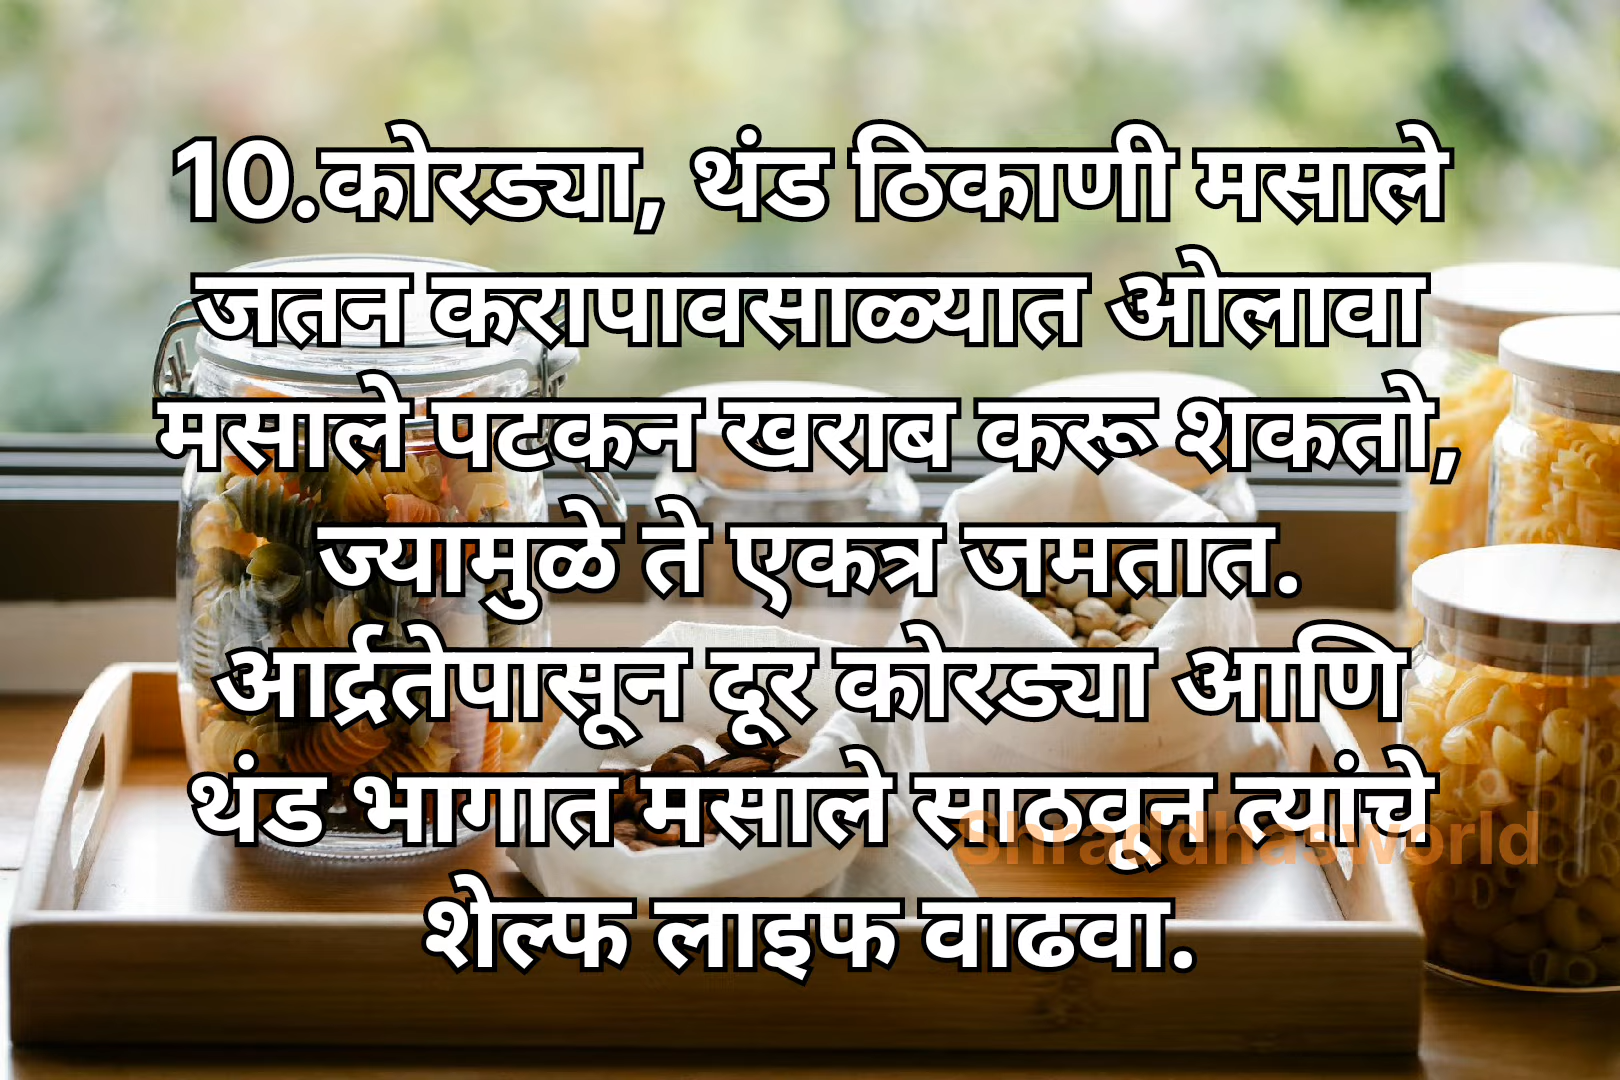 10.कोरड्या, थंड ठिकाणी मसाले
जतन करापावसाळ्यात ओलावा
मसाले पटकन खराब करू शकतो,
ज्यामुळे ते एकत्र जमतात.
आर्द्रतेपासून दूर कोरड्या आणि
थंड भागात मसाले साठवून त्यांचे
Shraddhasworld
शेल्फ लाइफ वाढवा.